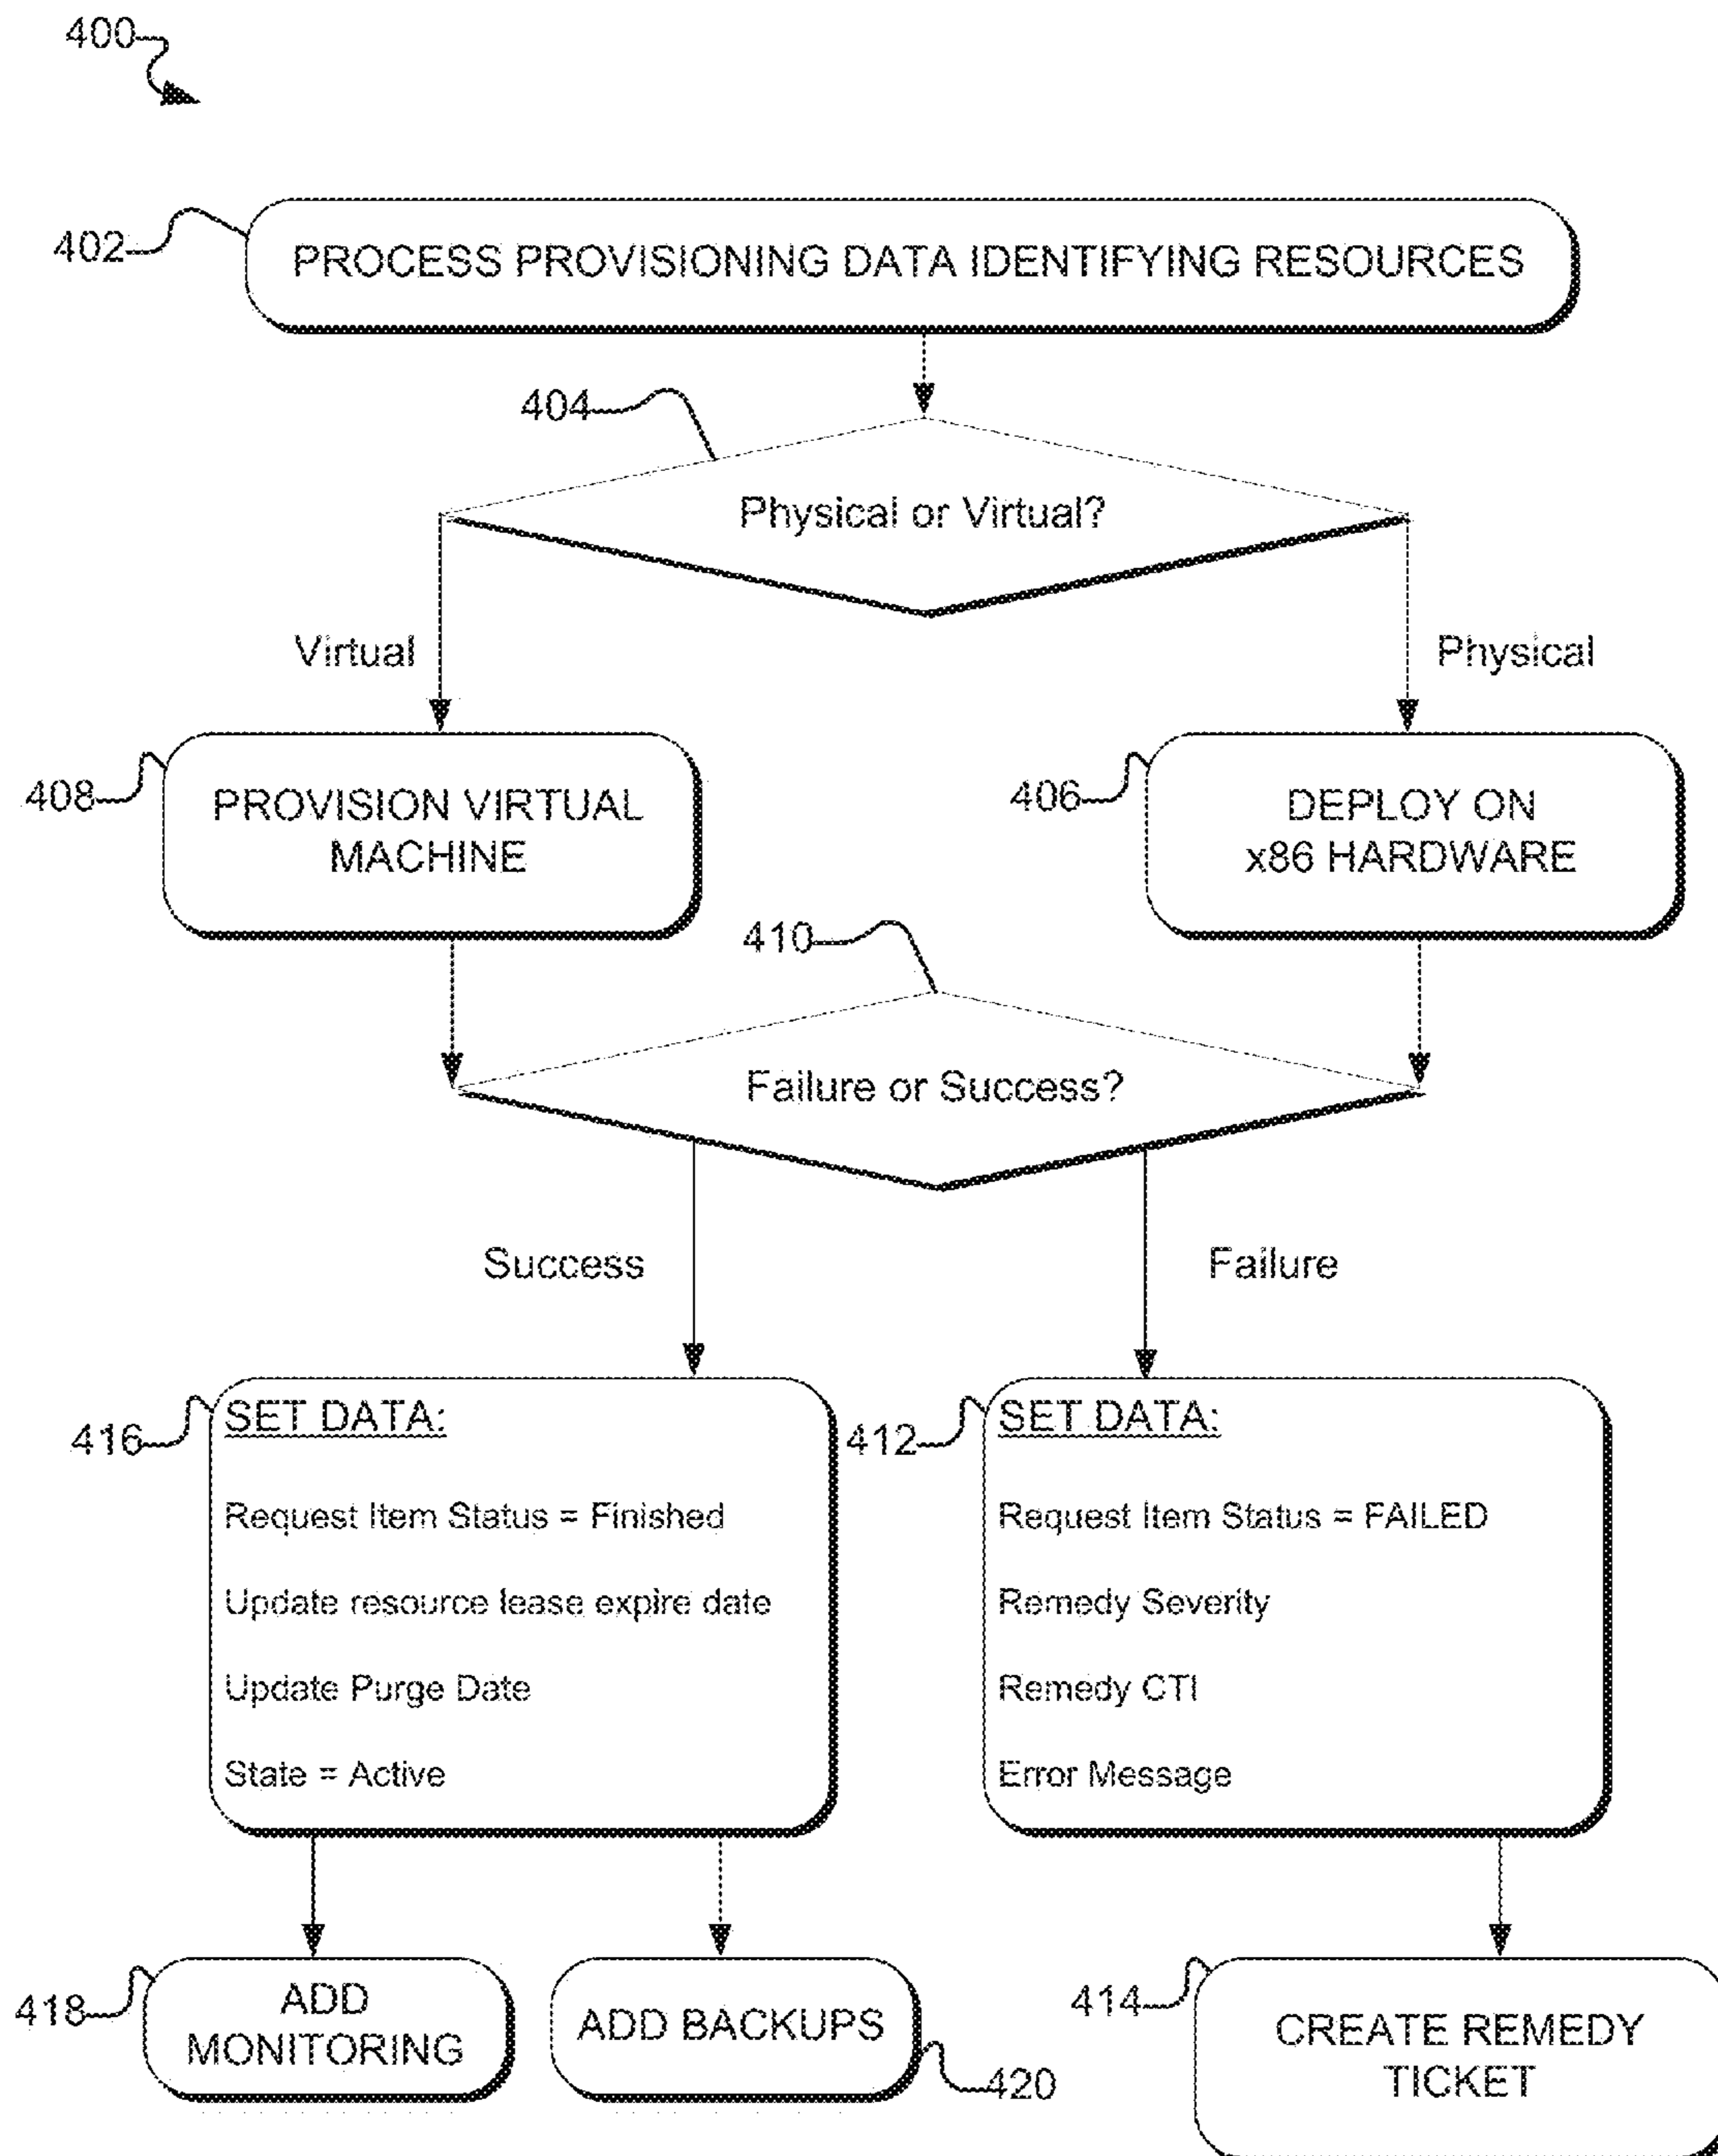 400
402
PROCESS PROVISIONING DATA IDENTIFYING RESOURCES
404
Physical or Virtual?
Virtual
Physical
408
PROVISION VIRTUAL
MACHINE
406
DEPLOY ON
x86 HARDWARE
410
Failure or Success?
Success
Failure
416
SET DATA:
Request Item Status = Finished
Update resource lease expire date
Update Purge Date
State = Active
412
SET DATA:
Request Item Status = FAILED
Remedy Severity
Remedy CTI
Error Message
418
ADD
MONITORING
ADD BACKUPS
420
414
CREATE REMEDY
TICKET